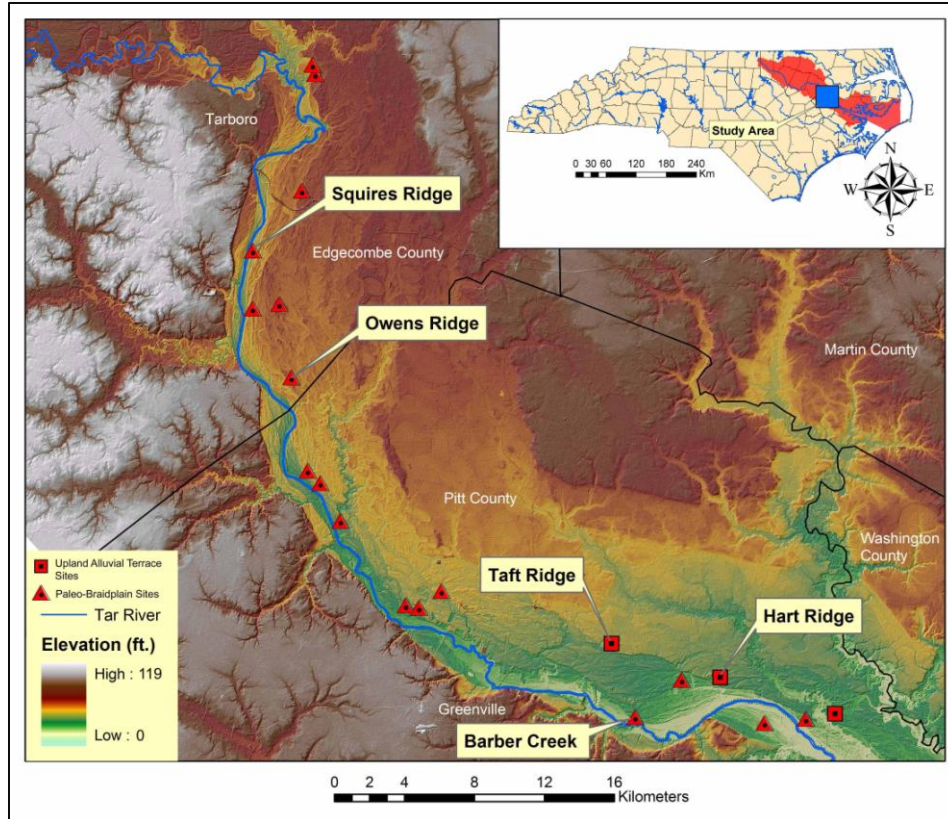 Study Area
0 30 60 120 180 240
Km
N
W E
S
Tarboro
Squires Ridge
Edgecombe County
Owens Ridge
Martin County
Pitt County
Washington
County
Taft Ridge
Hart Ridge
Greenville
Barber Creek
Upland Alluvial Terrace
Sites
Paleo-Braidplain Sites
Tar River
Elevation (ft.)
High : 119
Low : 0
0 2 4 8 12 16
Kilometers